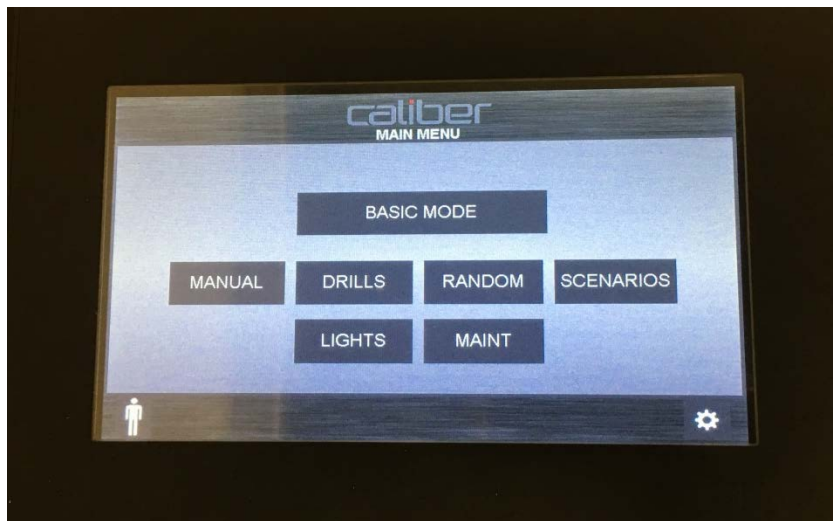 caliber
MAIN MENU
BASIC MODE
MANUAL DRILLS RANDOM SCENARIOS
LIGHTS MAINT